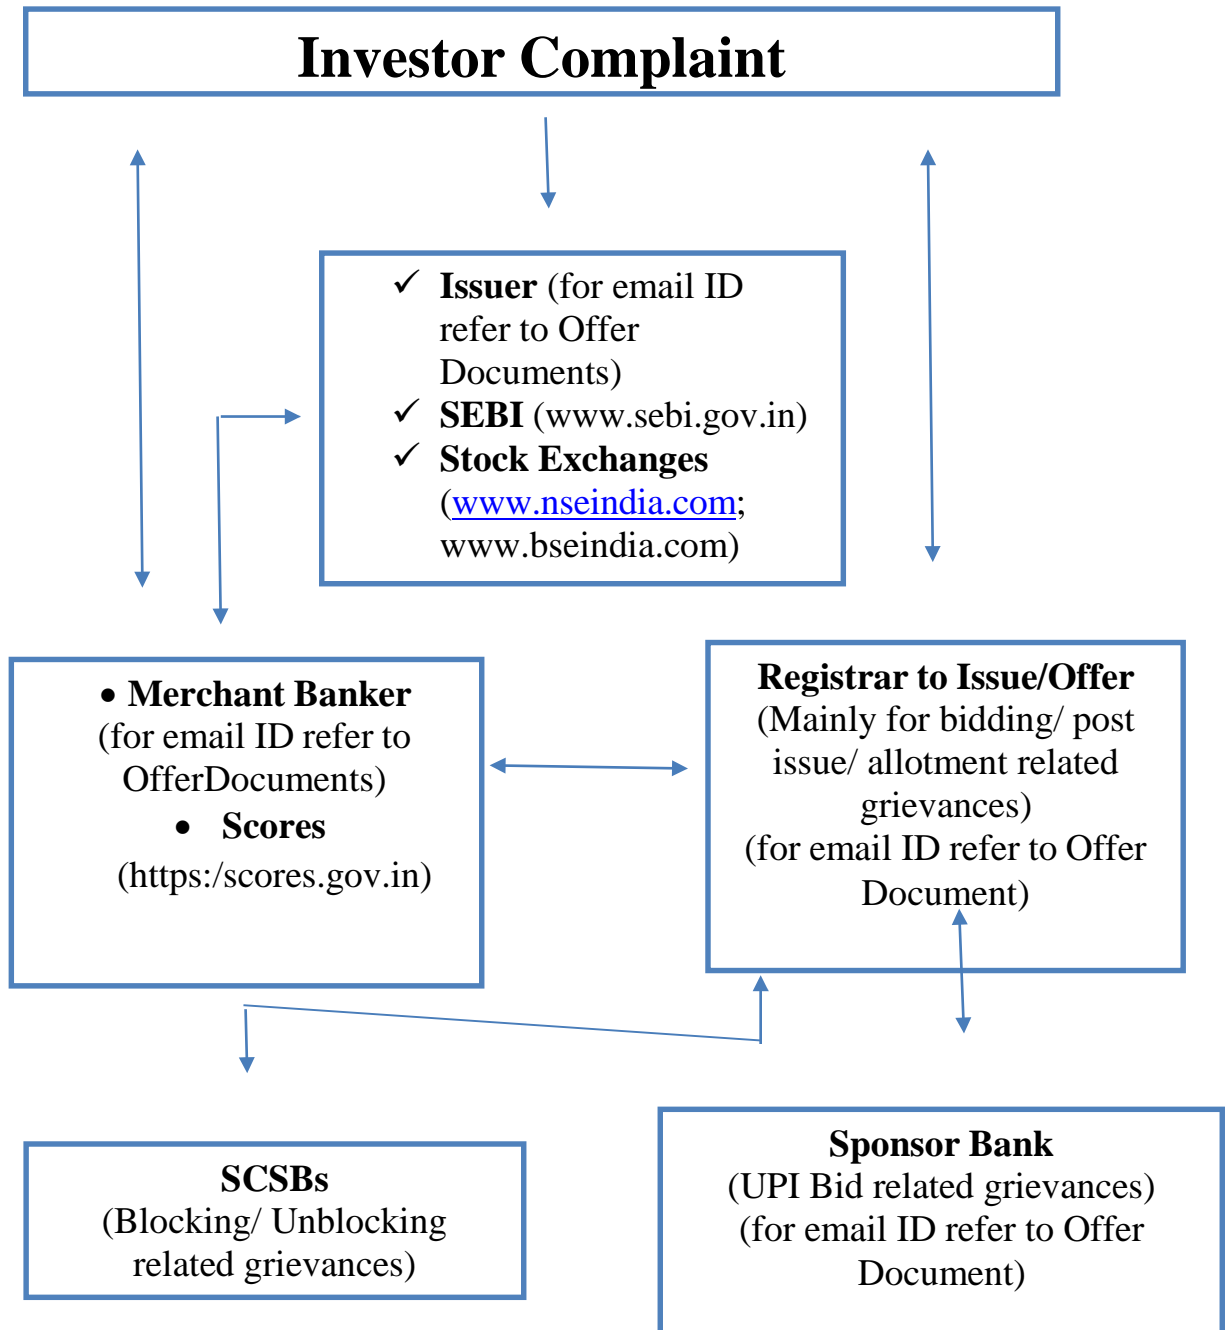 Investor Complaint
✓ Issuer (for email ID
refer to Offer
Documents)
✓ SEBI (www.sebi.gov.in)
✓ Stock Exchanges
(www.nseindia.com;
www.bseindia.com)
• Merchant Banker
(for email ID refer to
OfferDocuments)
• Scores
(https:/scores.gov.in)
Registrar to Issue/Offer
(Mainly for bidding/ post
issue/ allotment related
grievances)
(for email ID refer to Offer
Document)
SCSBs
(Blocking/ Unblocking
related grievances)
Sponsor Bank
(UPI Bid related grievances)
(for email ID refer to Offer
Document)